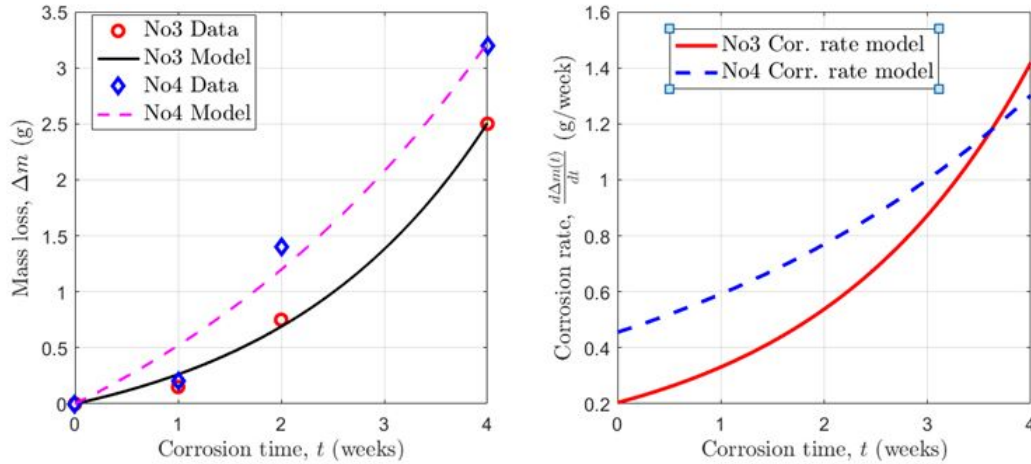 3.5
3
2.5
2
1.5
1
0.5
0
0 1 2 3 4
Mass loss, Δm (g)
Corrosion time, t (weeks)
No3 Data
No3 Model
No4 Data
No4 Model
1.6
1.4
1.2
1
0.8
0.6
0.4
0.2
0 1 2 3 4
Corrosion rate, dΔm(t)/dt (g/week)
Corrosion time, t (weeks)
No3 Cor. rate model
No4 Corr. rate model